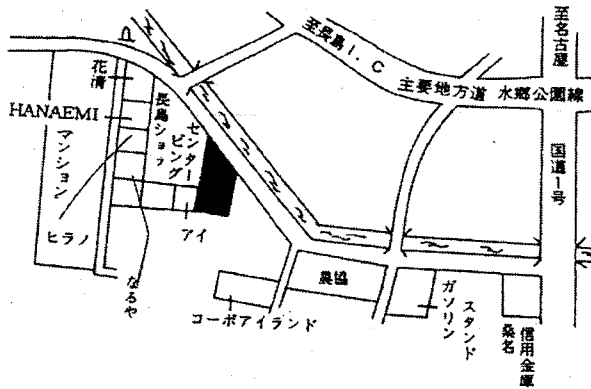 至名古屋
至長島I.C
主要地方道 水郷公園線
国道1号
花清
HANAEMI
マンション
長島ショッ
ピング
センター
ヒラノ
なるや
アイ
農協
コーポアイランド
ガソリン
スタンド
桑名
信用金庫